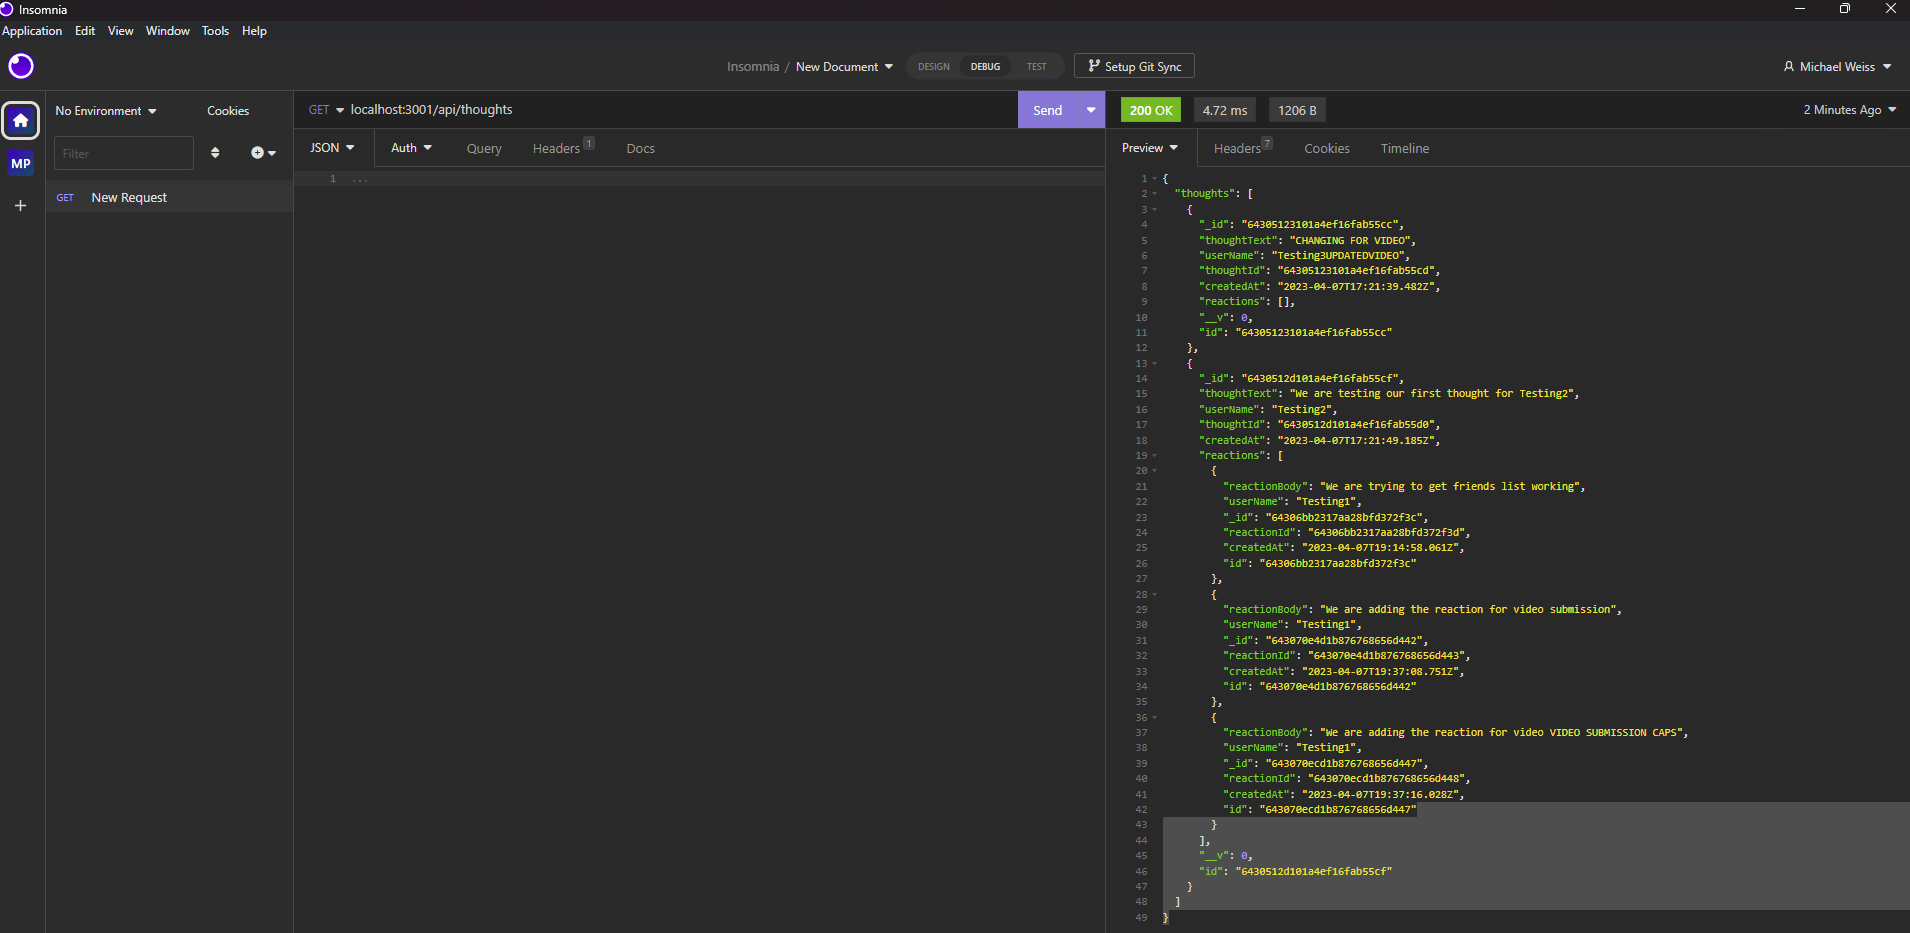 Insomnia
Application Edit View Window Tools Help
Insomnia / New Document DESIGN DEBUG TEST Setup Git Sync Michael Weiss
No Environment Cookies
GET localhost:3001/api/thoughts Send
200 OK 4.72 ms 1206 B 2 Minutes Ago
Filter
JSON Auth Query Headers 1 Docs
Preview Headers 7 Cookies Timeline
MP
GET New Request
1 ...
1 {
2 "thoughts": [
3 {
4 "_id": "64305123101a4ef16fab55cc",
5 "thoughtText": "CHANGING FOR VIDEO",
6 "userName": "Testing3UPDATEDVIDEO",
7 "thoughtId": "64305123101a4ef16fab55cd",
8 "createdAt": "2023-04-07T17:21:39.482Z",
9 "reactions": [],
10 "__v": 0,
11 "id": "64305123101a4ef16fab55cc"
12 },
13 {
14 "_id": "6430512d101a4ef16fab55cf",
15 "thoughtText": "We are testing our first thought for Testing2",
16 "userName": "Testing2",
17 "thoughtId": "6430512d101a4ef16fab55d0",
18 "createdAt": "2023-04-07T17:21:49.185Z",
19 "reactions": [
20 {
21 "reactionBody": "We are trying to get friends list working",
22 "userName": "Testing1",
23 "_id": "64306bb2317aa28bfd372f3c",
24 "reactionId": "64306bb2317aa28bfd372f3d",
25 "createdAt": "2023-04-07T19:14:58.061Z",
26 "id": "64306bb2317aa28bfd372f3c"
27 },
28 {
29 "reactionBody": "We are adding the reaction for video submission",
30 "userName": "Testing1",
31 "_id": "643070e4d1b876768656d442",
32 "reactionId": "643070e4d1b876768656d443",
33 "createdAt": "2023-04-07T19:37:08.751Z",
34 "id": "643070e4d1b876768656d442"
35 },
36 {
37 "reactionBody": "We are adding the reaction for video VIDEO SUBMISSION CAPS",
38 "userName": "Testing1",
39 "_id": "643070ecd1b876768656d447",
40 "reactionId": "643070ecd1b876768656d448",
41 "createdAt": "2023-04-07T19:37:16.028Z",
42 "id": "643070ecd1b876768656d447"
43 }
44 ],
45 "__v": 0,
46 "id": "6430512d101a4ef16fab55cf"
47 }
48 ]
49 }